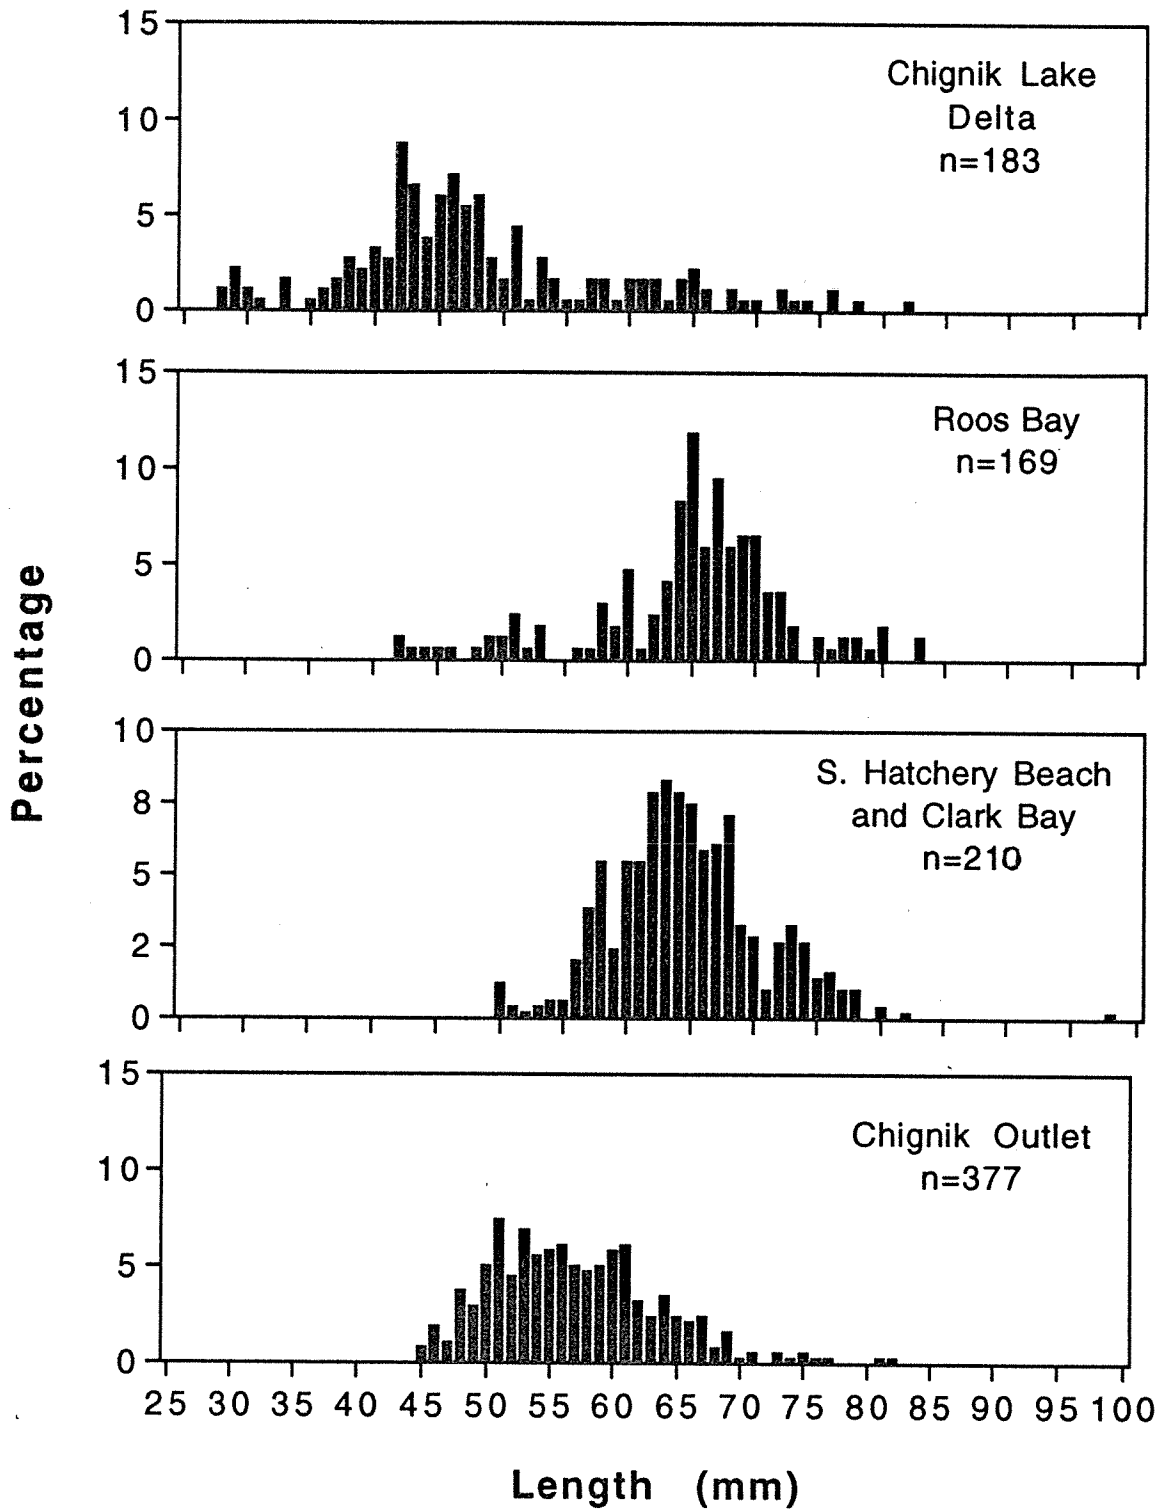 15
Chignik Lake
Delta
n=183
10
5
0
15
Roos Bay
n=169
10
5
0
Percentage
10
S. Hatchery Beach
and Clark Bay
n=210
8
5
2
0
15
Chignik Outlet
n=377
10
5
0
25 30 35 40 45 50 55 60 65 70 75 80 85 90 95 100
Length (mm)